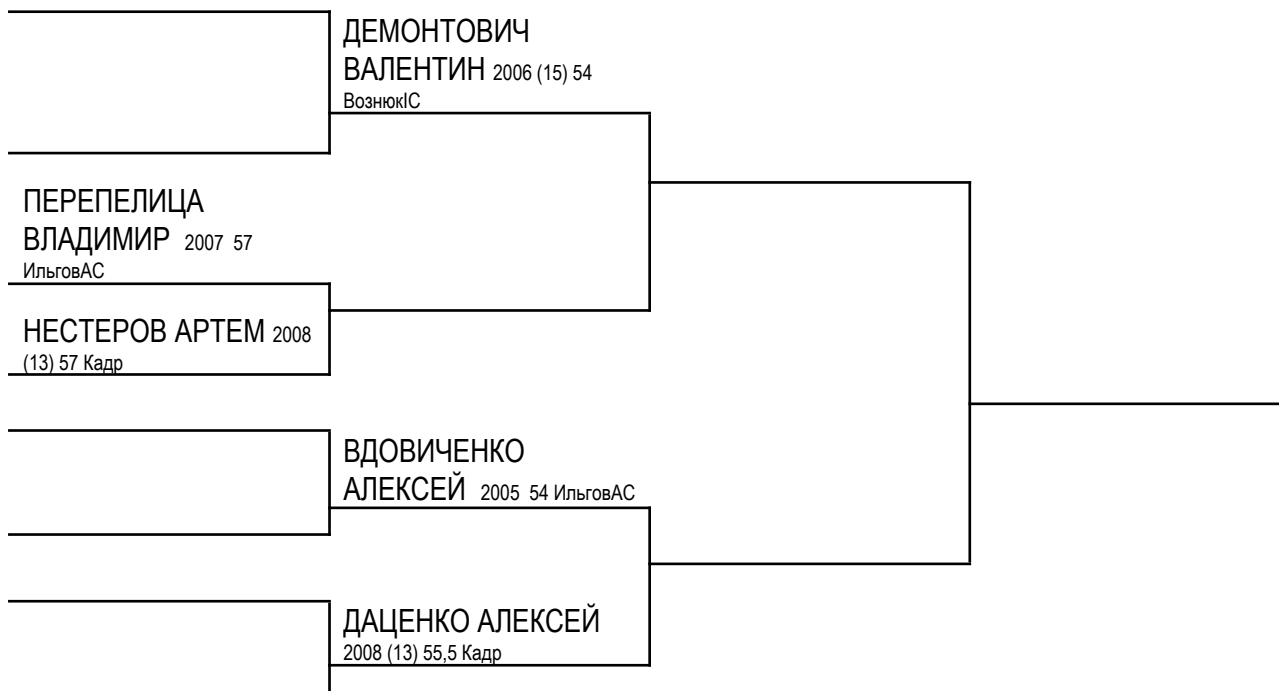 ДЕМОНТОВИЧ
ВАЛЕНТИН 2006 (15) 54
ВознюкІС
ПЕРЕПЕЛИЦА
ВЛАДИМИР 2007 57
ИльговАС
НЕСТЕРОВ АРТЕМ 2008
(13) 57 Кадр
ВДОВИЧЕНКО
АЛЕКСЕЙ 2005 54 ИльговАС
ДАЦЕНКО АЛЕКСЕЙ
2008 (13) 55,5 Кадр